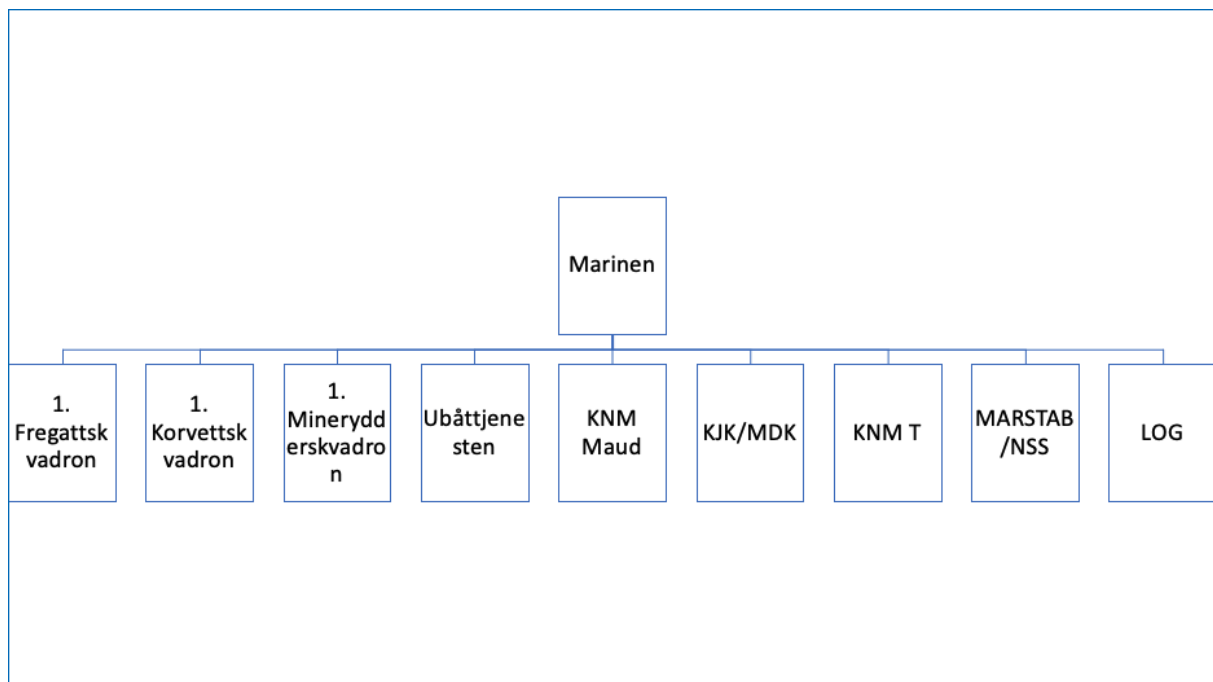 Marinen
1.
Fregattsk
vadron
1.
Korvettsk
vadron
1.
Minerydd
erskvadro
n
Ubåttjene
sten
KNM
Maud
KJK/MDK
KNM T
MARSTAB
/NSS
LOG